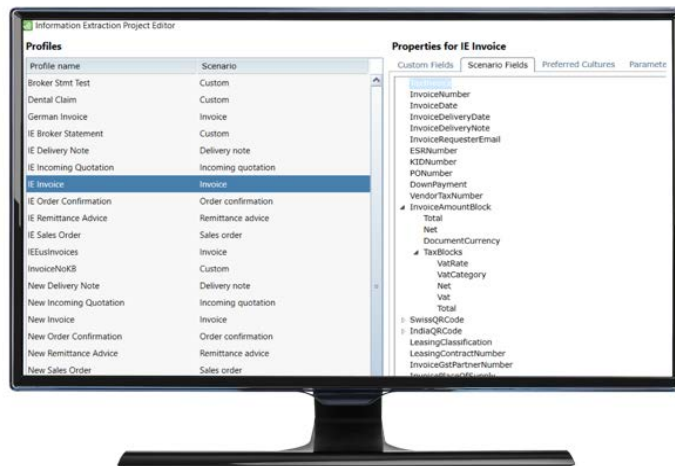 Information Extraction Project Editor
Profiles
Profile name Scenario
Broker Stmt Test Custom
Dental Claim Custom
German Invoice Invoice
IE Broker Statement Custom
IE Delivery Note Delivery note
IE Incoming Quotation Incoming quotation
IE Invoice Invoice
IE Order Confirmation Order confirmation
IE Remittance Advice Remittance advice
IE Sales Order Sales order
IEEusInvoices Invoice
InvoiceNoKB Custom
New Delivery Note Delivery note
New Incoming Quotation Incoming quotation
New Invoice Invoice
New Order Confirmation Order confirmation
New Remittance Advice Remittance advice
New Sales Order Sales order
Properties for IE Invoice
Custom Fields Scenario Fields Preferred Cultures Paramete
InvoiceNumber
InvoiceDate
InvoiceDeliveryDate
InvoiceDeliveryNote
InvoiceRequesterEmail
ESRNumber
KIDNumber
PONumber
DownPayment
VendorTaxNumber
InvoiceAmountBlock
Total
Net
DocumentCurrency
TaxBlocks
VatRate
VatCategory
Net
Vat
Total
SwissQRCode
IndiaQRCode
LeasingClassification
LeasingContractNumber
InvoiceGstPartnerNumber
InvoicePlaceOfSupply